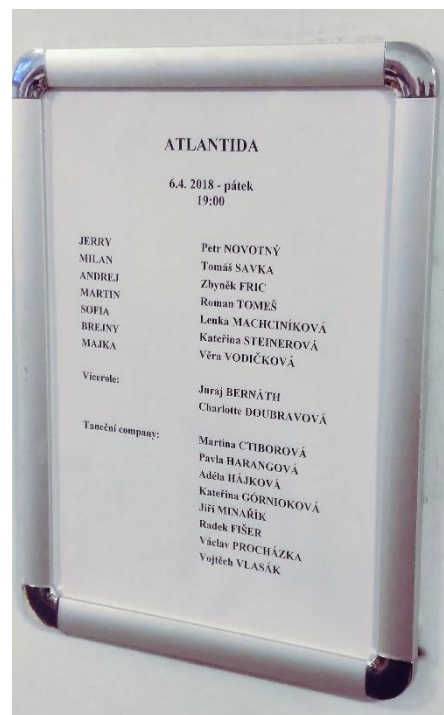 ATLANTIDA
6.4. 2018 - pátek
19:00
JERRY Petr NOVOTNÝ
MILAN Tomáš SAVKA
ANDREJ Zbyněk FRIC
MARTIN Roman TOMEŠ
SOFIA Lenka MACHCINÍKOVÁ
BREJNY Kateřina STEINEROVÁ
MAJKA Věra VODIČKOVÁ
Vícerole: Juraj BERNÁTH
Charlotte DOUBRAVOVÁ
Taneční company: Martina CTIBOROVÁ
Pavla HARANGOVÁ
Adéla HÁJKOVÁ
Kateřina GÓRNIOKOVÁ
Jiří MINAŘÍK
Radek FIŠER
Václav PROCHÁZKA
Vojtěch VLASÁK